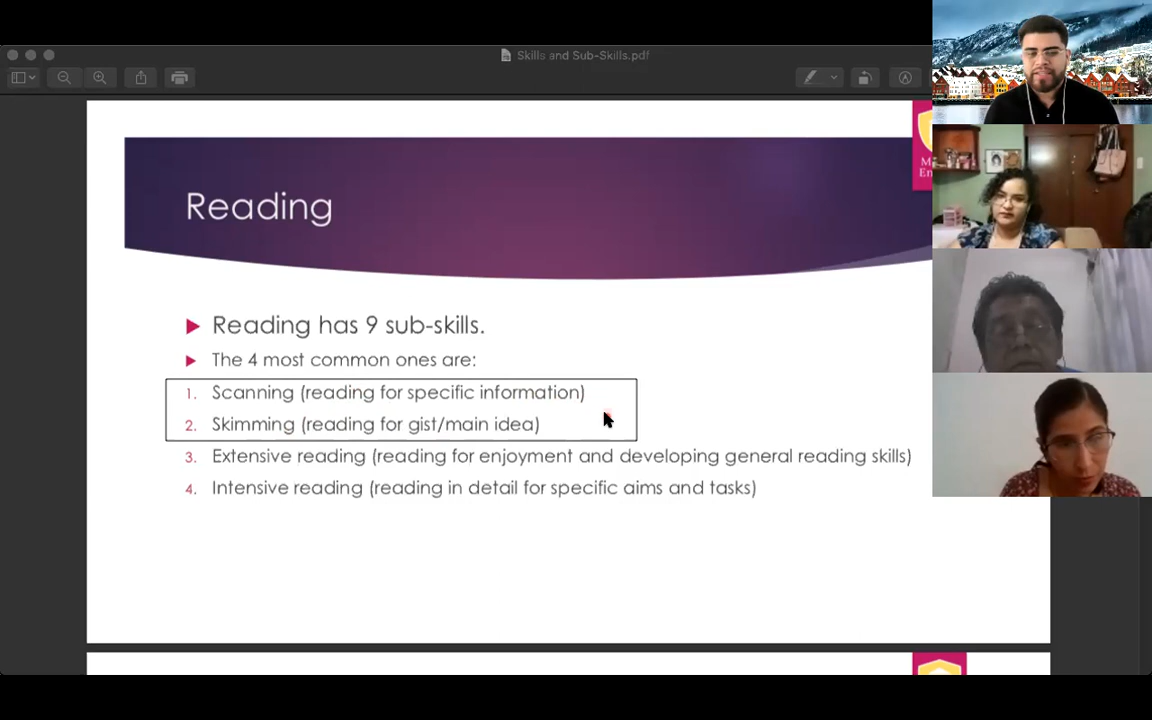 Skills and Sub-Skills.pdf
Reading
Reading has 9 sub-skills.
The 4 most common ones are:
1. Scanning (reading for specific information)
2. Skimming (reading for gist/main idea)
3. Extensive reading (reading for enjoyment and developing general reading skills)
4. Intensive reading (reading in detail for specific aims and tasks)